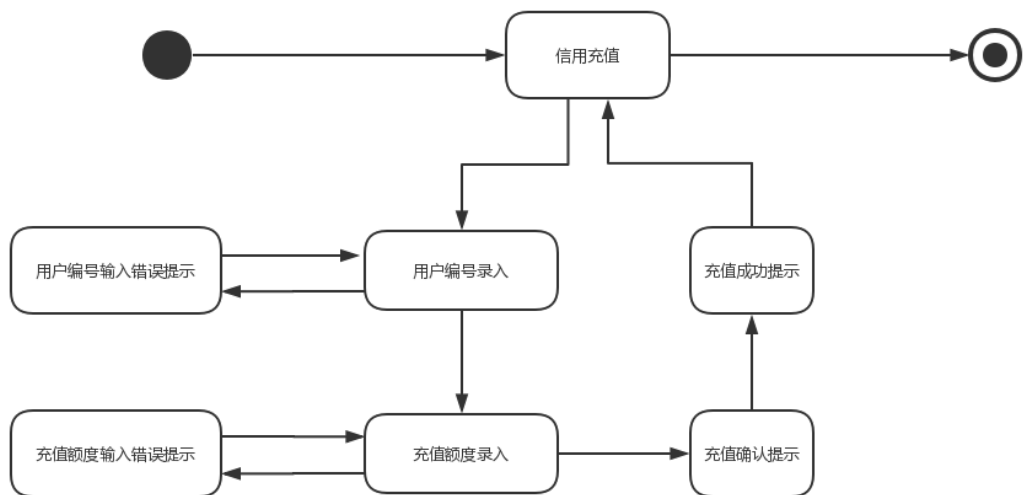 信用充值
用户编号输入错误提示
用户编号录入
充值成功提示
充值额度输入错误提示
充值额度录入
充值确认提示